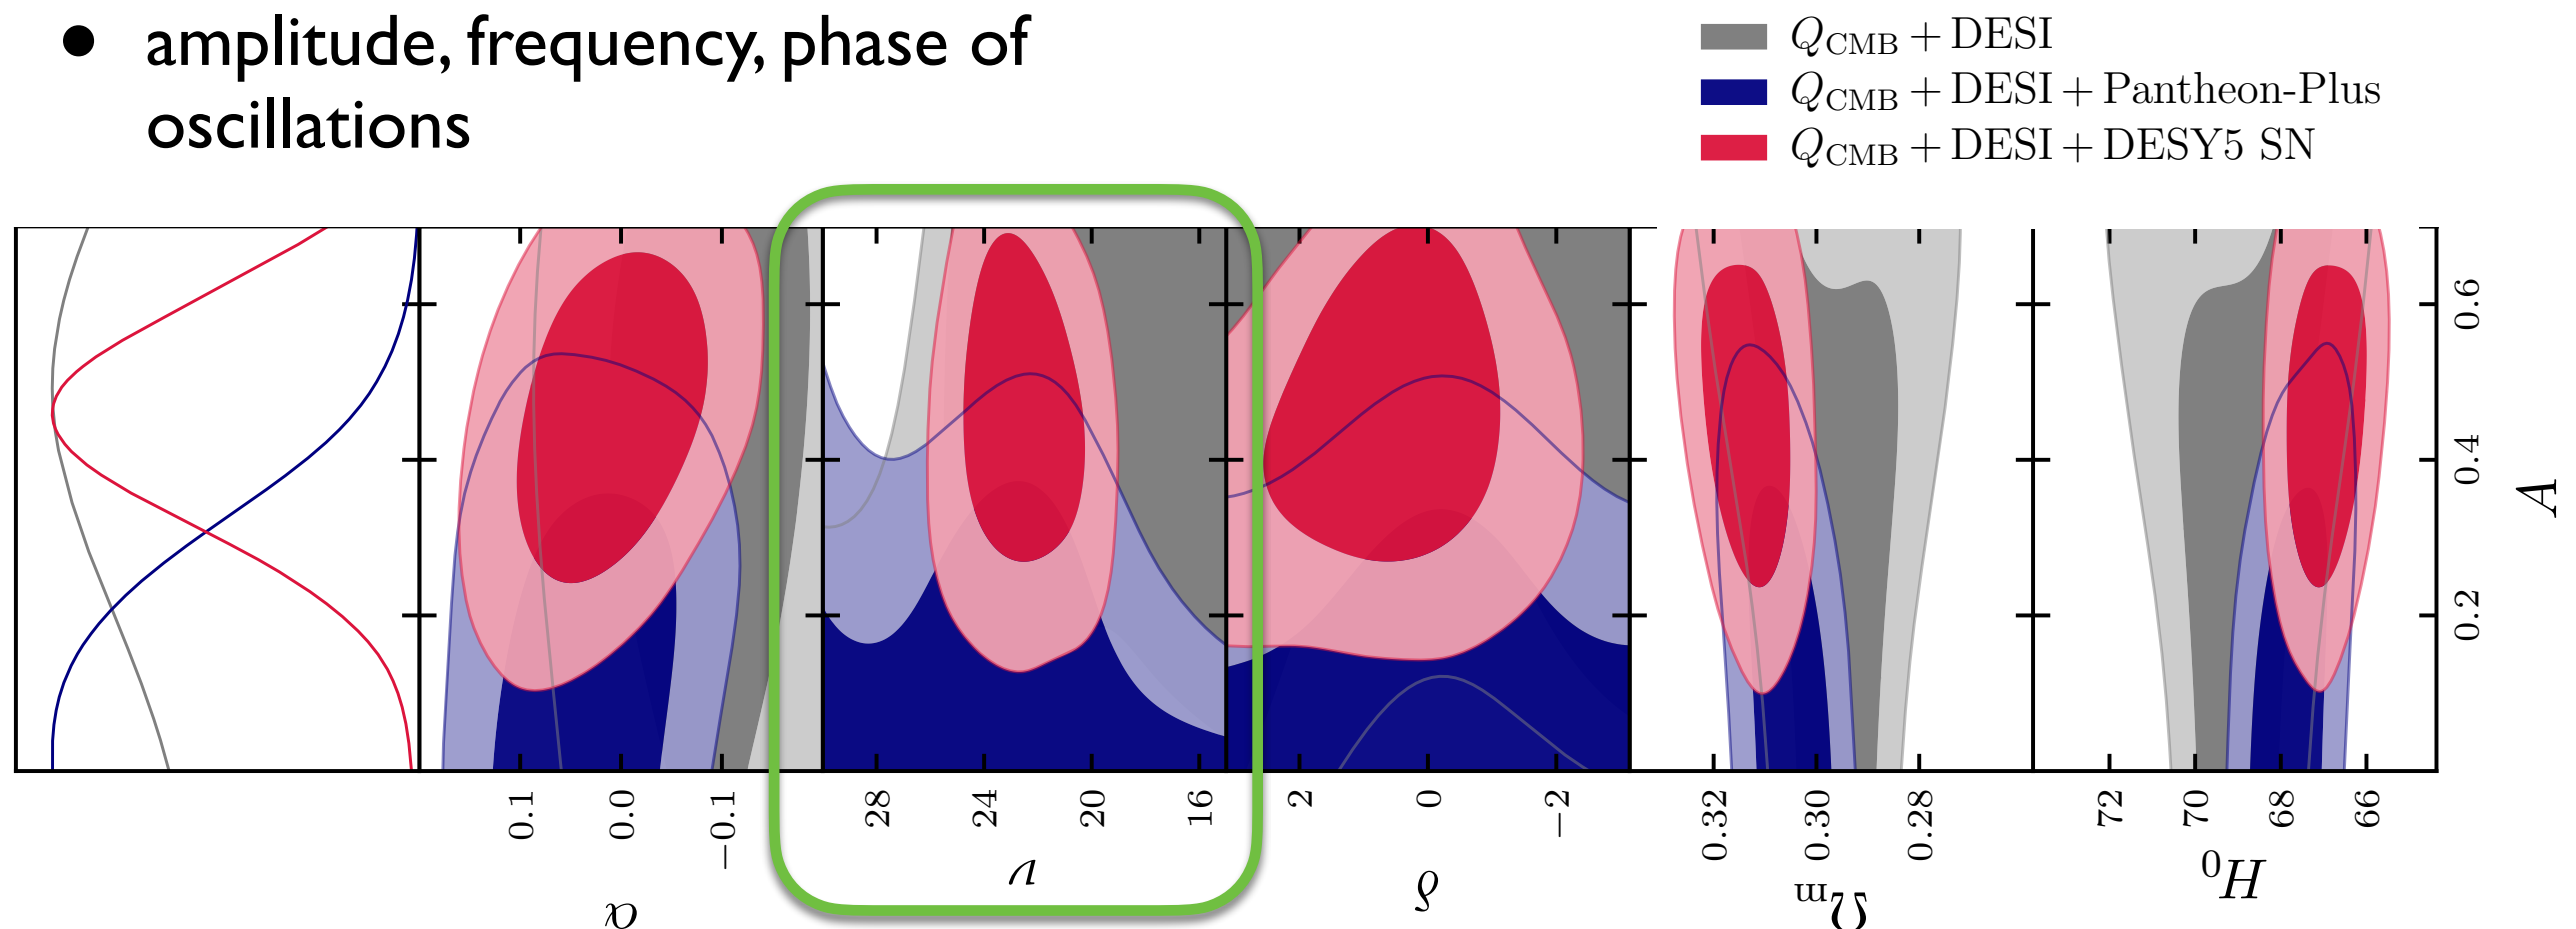 ● amplitude, frequency, phase of
oscillations
Q_CMB + DESI
Q_CMB + DESI + Pantheon-Plus
Q_CMB + DESI + DESY5 SN
0.6
0.4
0.2
A
0.1 0.0 −0.1
28 24 20 16
2 0 −2
0.32 0.30 0.28
72 70 68 66
α
ν
δ
Ω_m
H_0